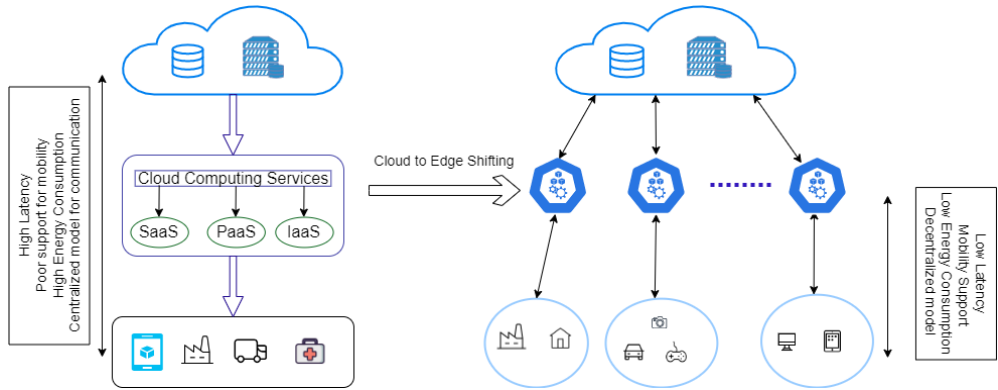 High Latency
Poor support for mobility
High Energy Consumption
Centralized model for communication
Cloud Computing Services
SaaS
PaaS
IaaS
Cloud to Edge Shifting
Low Latency
Mobility Support
Low Energy Consumption
Decentralized model